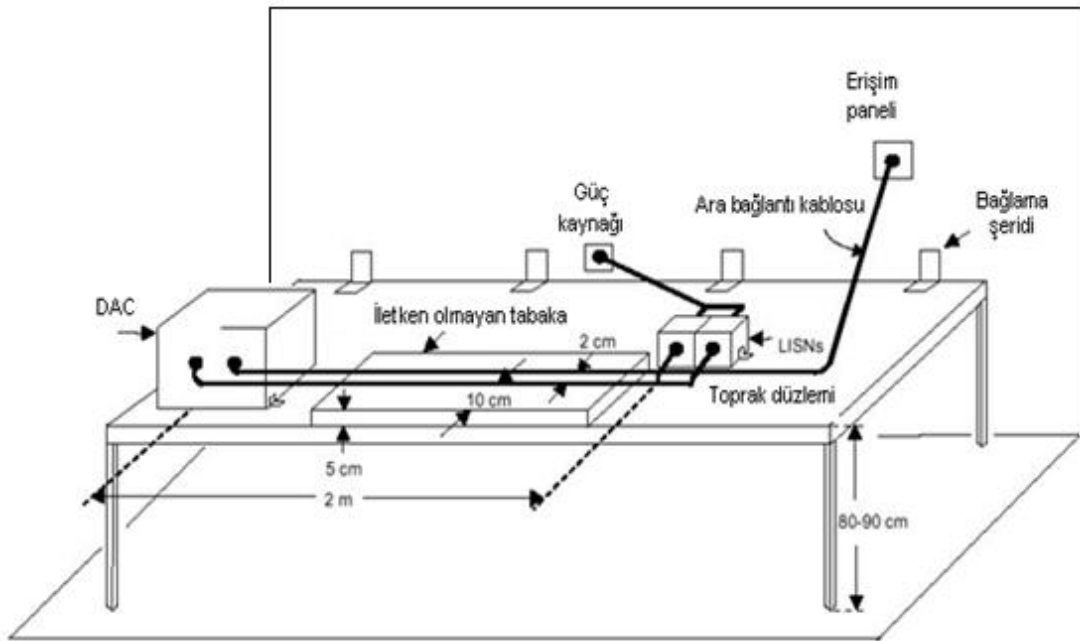 Erişim
paneli
Güç
kaynağı
Ara bağlantı kablosu
Bağlama
şeridi
DAC
İletken olmayan tabaka
2 cm
LISNs
10 cm
Toprak düzlemi
5 cm
2 m
80-90 cm